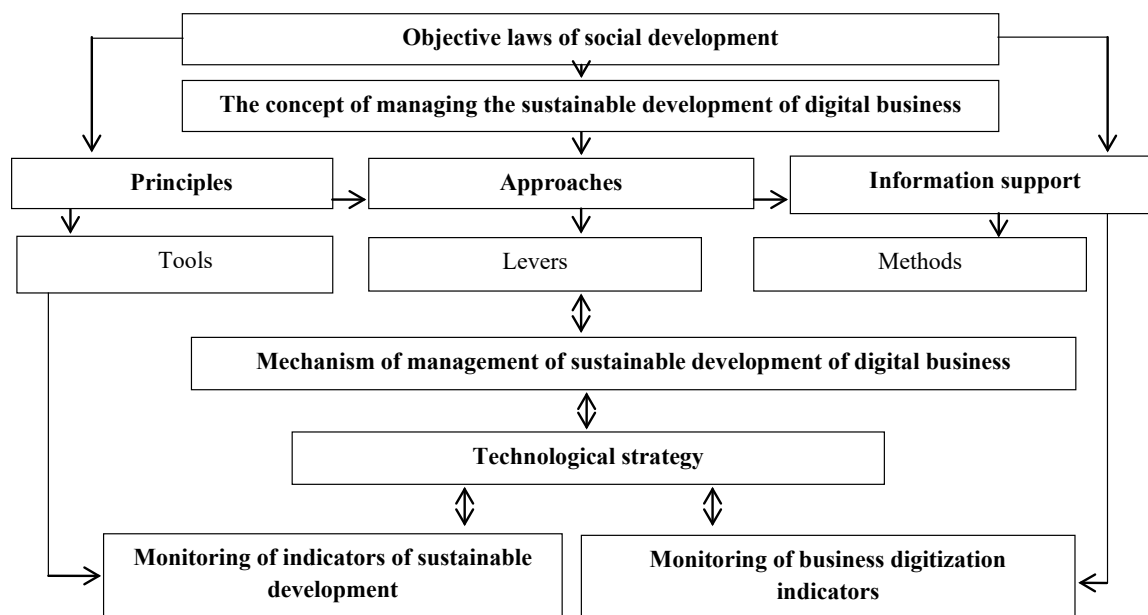 Objective laws of social development
The concept of managing the sustainable development of digital business
Principles
Approaches
Information support
Tools
Levers
Methods
Mechanism of management of sustainable development of digital business
Technological strategy
Monitoring of indicators of sustainable
development
Monitoring of business digitization
indicators